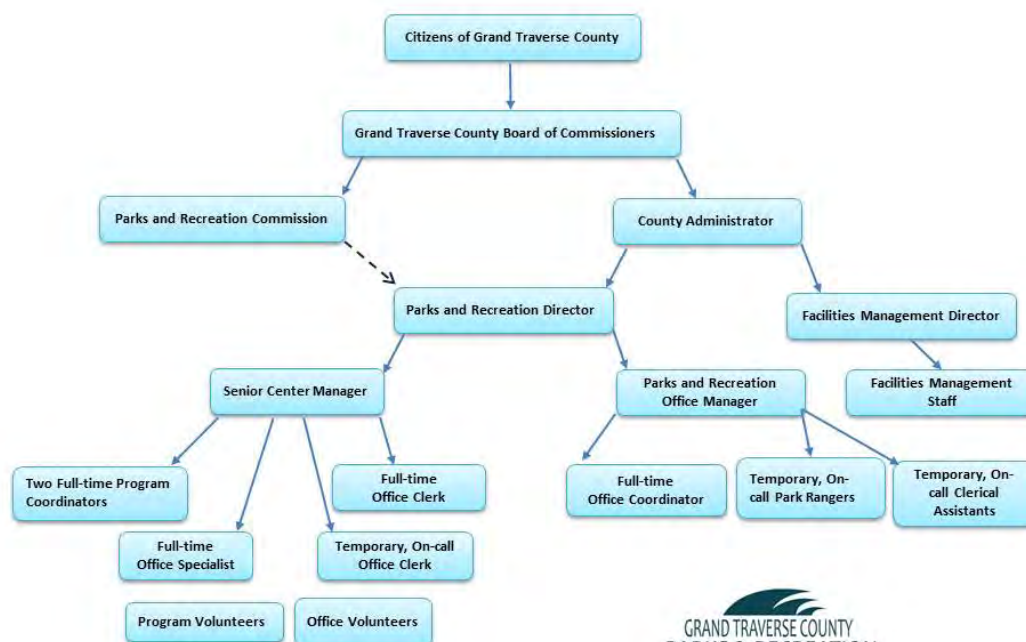 Citizens of Grand Traverse County
Grand Traverse County Board of Commissioners
Parks and Recreation Commission
County Administrator
Parks and Recreation Director
Facilities Management Director
Senior Center Manager
Parks and Recreation
Office Manager
Facilities Management
Staff
Two Full-time Program
Coordinators
Full-time
Office Clerk
Full-time
Office Coordinator
Temporary, On-
call Park Rangers
Temporary, On-
call Clerical
Assistants
Full-time
Office Specialist
Temporary, On-call
Office Clerk
Program Volunteers
Office Volunteers
GRAND TRAVERSE COUNTY